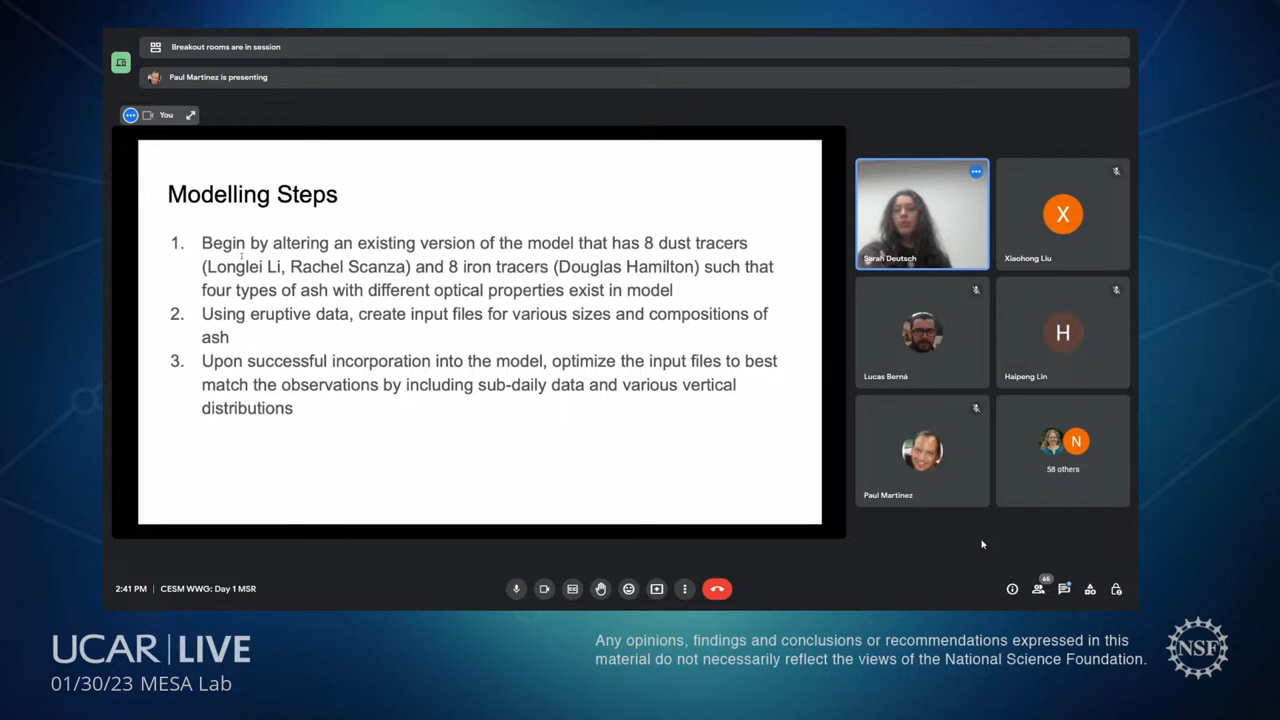 Breakout rooms are in session
Paul Martinez is presenting
You
Modelling Steps
1. Begin by altering an existing version of the model that has 8 dust tracers
(Longlei Li, Rachel Scanza) and 8 iron tracers (Douglas Hamilton) such that
four types of ash with different optical properties exist in model
2. Using eruptive data, create input files for various sizes and compositions of
ash
3. Upon successful incorporation into the model, optimize the input files to best
match the observations by including sub-daily data and various vertical
distributions
Sarah Deutsch
X
Xiaohong Liu
Lucas Berná
H
Haipeng Lin
Paul Martinez
N
58 others
2:41 PM | CESM WWG: Day 1 MSR
65
UCAR | LIVE
01/30/23 MESA Lab
Any opinions, findings and conclusions or recommendations expressed in this
material do not necessarily reflect the views of the National Science Foundation.
NSF